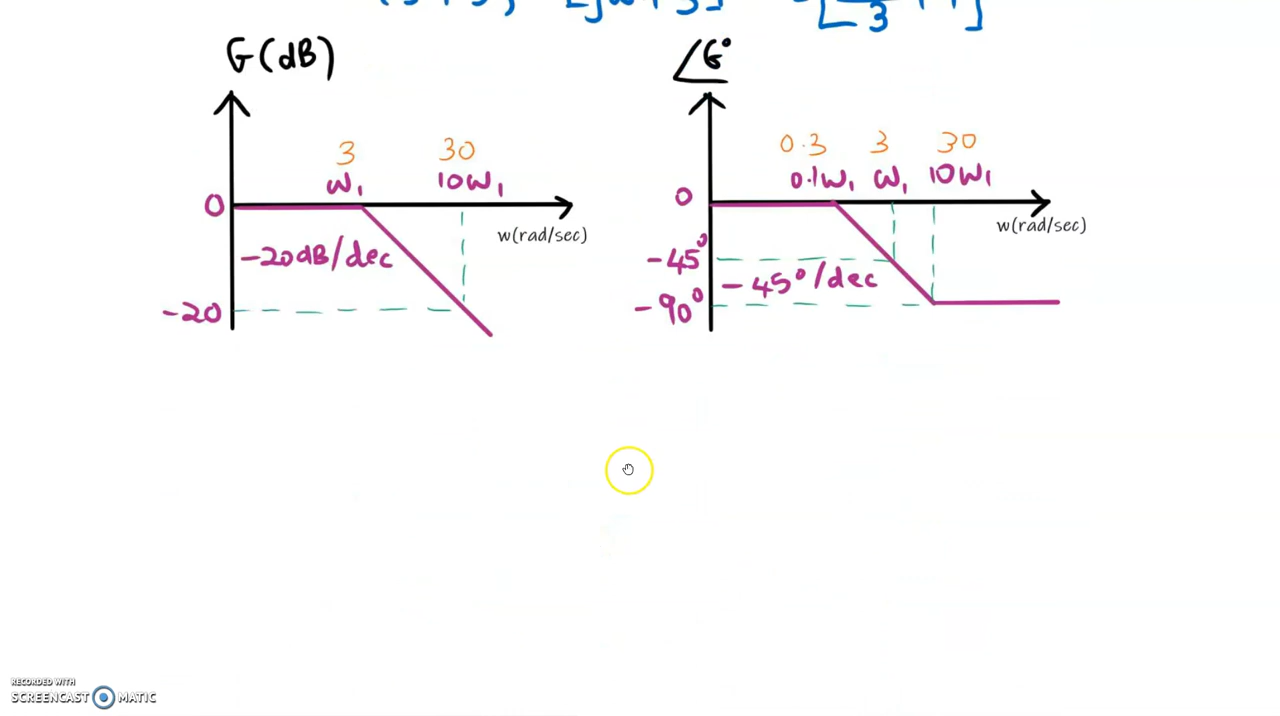 G(dB)
3 30
ω₁ 10ω₁
0
w(rad/sec)
-20dB/dec
-20
∠G°
0.3 3 30
0.1ω₁ ω₁ 10ω₁
0
w(rad/sec)
-45°
-45°/dec
-90°
RECORDED WITH
SCREENCAST MATIC